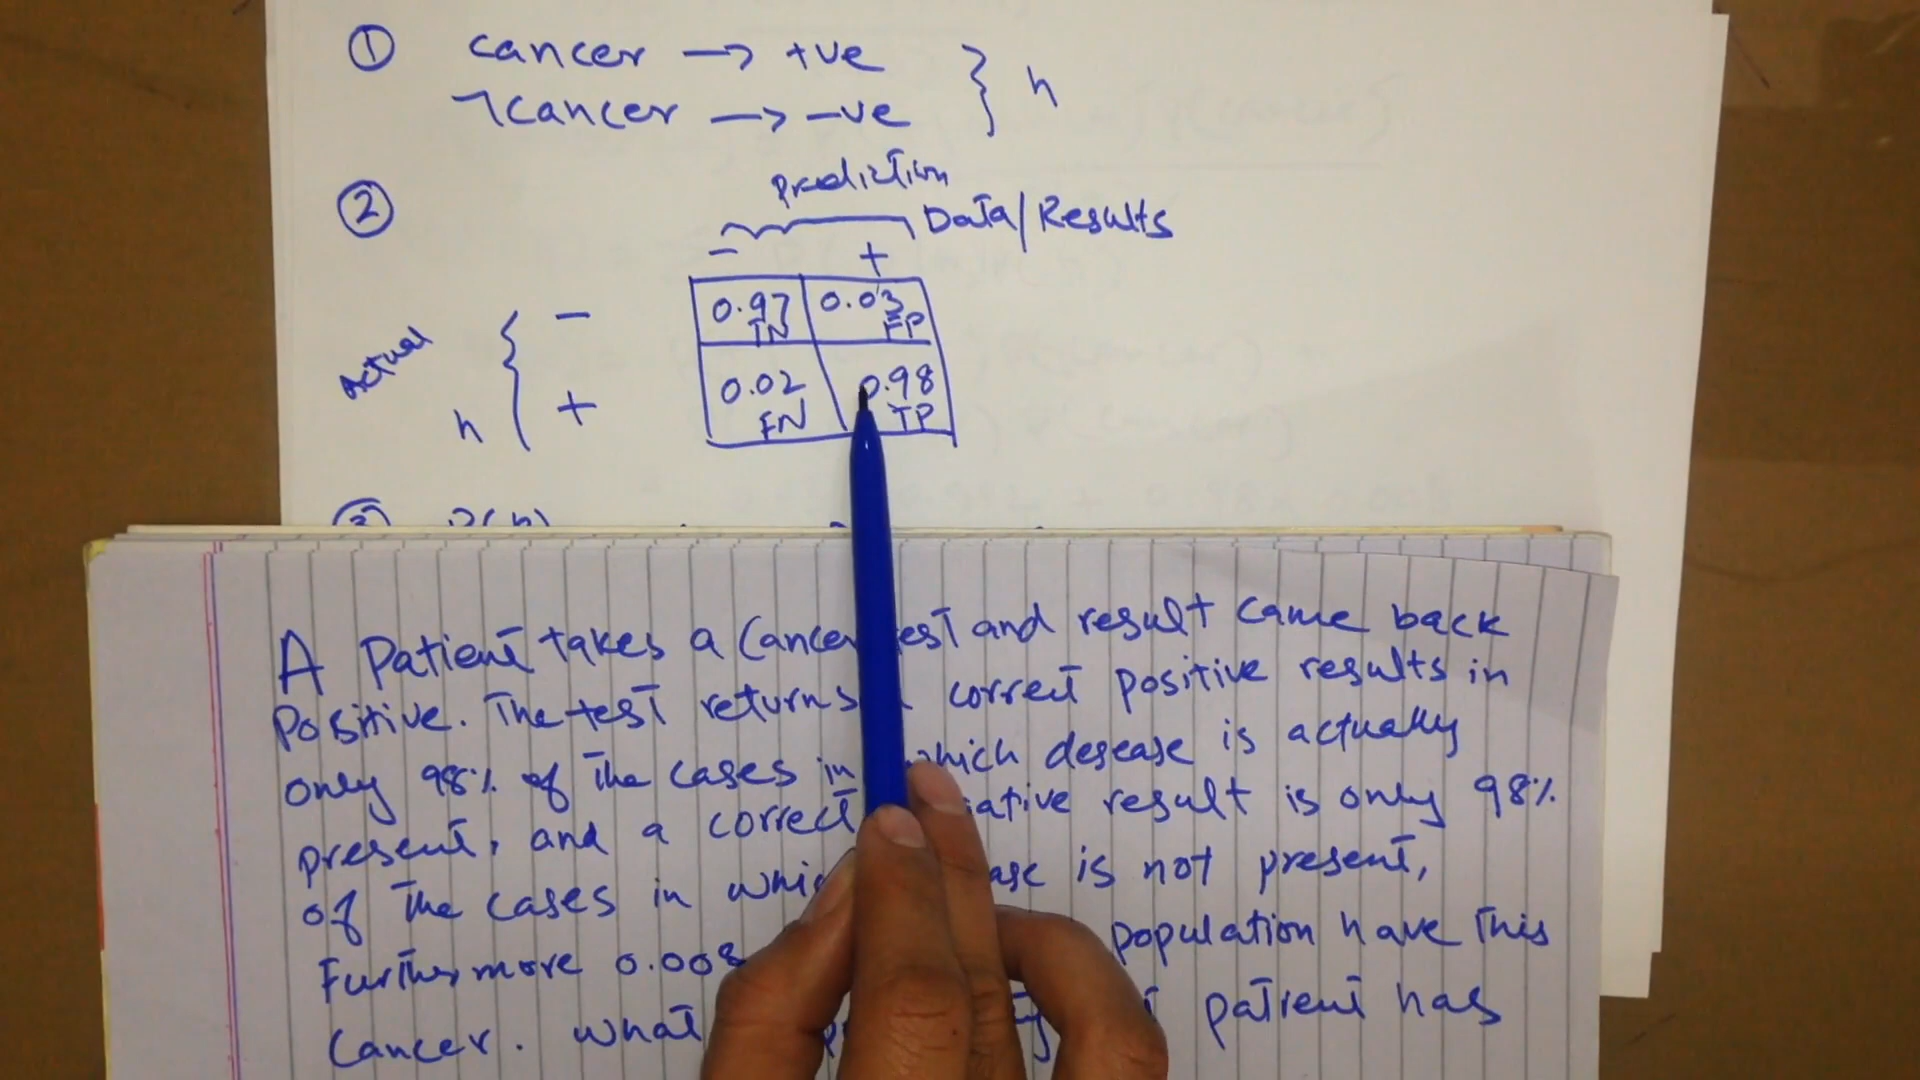 ① cancer → +ve
¬cancer → -ve } h
②
prediction
Data/Results
- +
Actual
h { -
+
0.97 TN 0.03 FP
0.02 FN 0.98 TP
A Patient takes a Cancer test and result came back
Positive. The test returns correct positive results in
only 98% of the cases in which desease is actually
present, and a correct result is only 98%
of the cases in is not present,
Furthermore 0.008 population have this
Cancer. what patient has